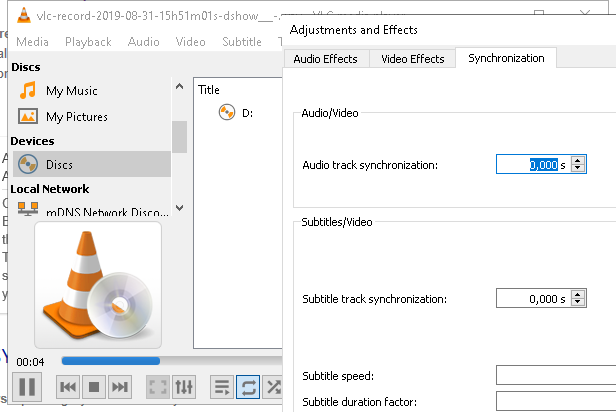 vlc-record-2019-08-31-15h51m01s-dshow__-.
Media Playback Audio Video Subtitle
Discs
My Music
My Pictures
Devices
Discs
Local Network
mDNS Network Disco...
Title
D:
00:04
Adjustments and Effects
Audio Effects Video Effects Synchronization
Audio/Video
Audio track synchronization: 0,000 s
Subtitles/Video
Subtitle track synchronization: 0,000 s
Subtitle speed:
Subtitle duration factor: